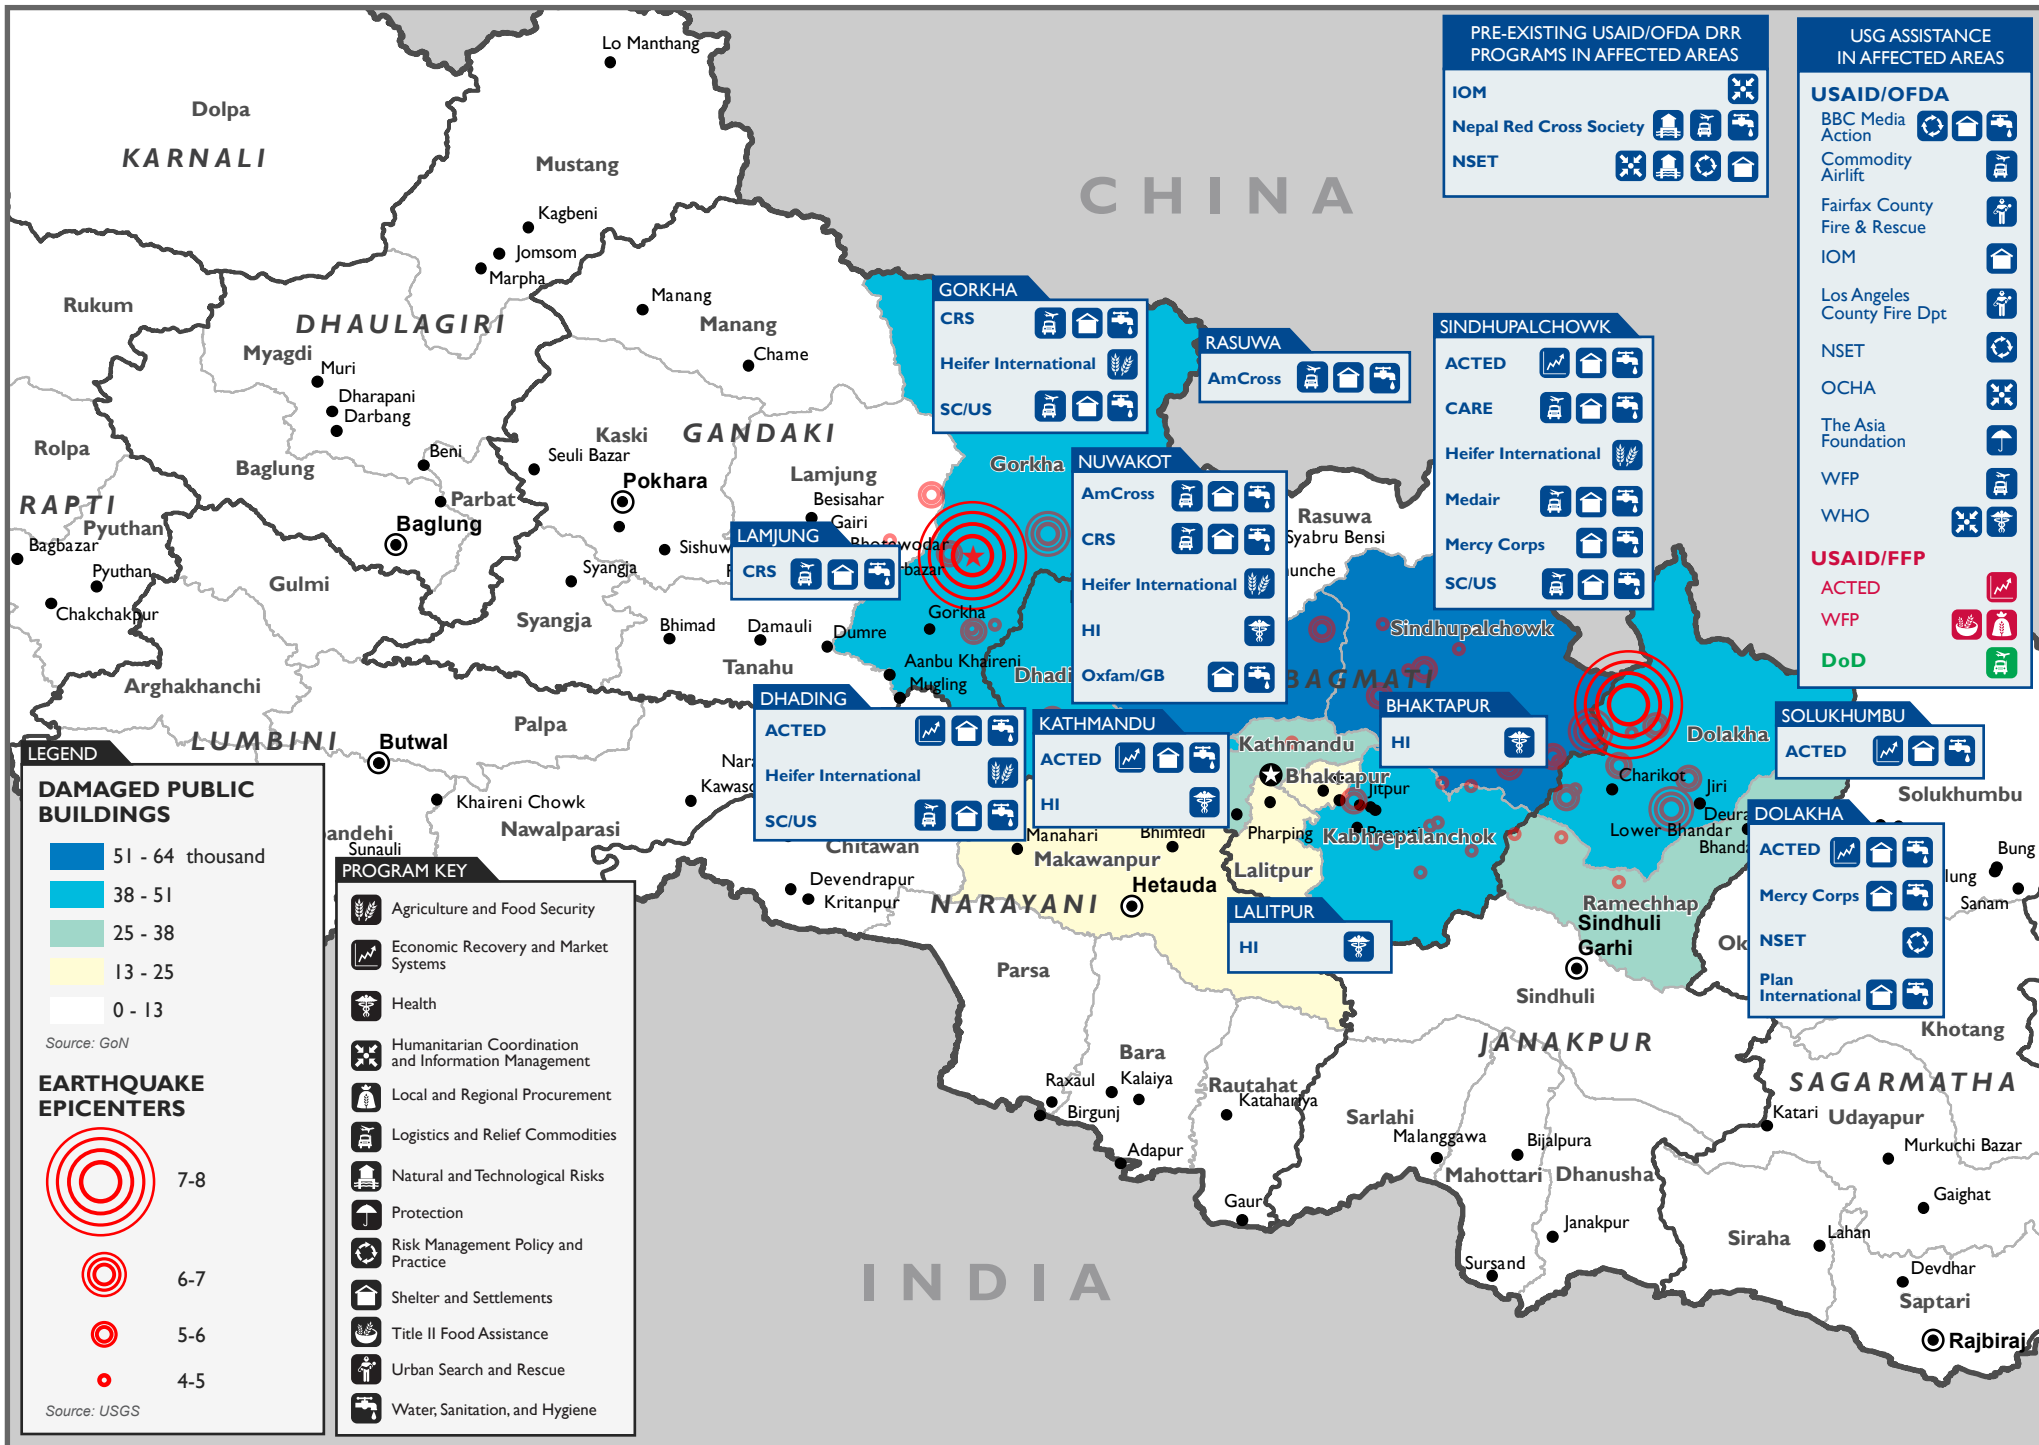 Lo Manthang
Dolpa
KARNALI
Mustang
Kagbeni
Jomsom
Marpha
Rukum
DHAULAGIRI
Manang
Manang
Chame
Myagdi
Muri
Dharapani
Darbang
Rolpa
Baglung
Beni
Kaski
Seuli Bazar
GANDAKI
Lamjung
Besisahar
Gairi
Pokhara
Parbat
Baglung
RAPTI
Pyuthan
Bagbazar
Pyuthan
Chakchakpur
Gulmi
Syangja
Syangja
Sishuw
Bhotewodar
bazar
Bhimad
Damauli
Dumre
Tanahu
Gorkha
Gorkha
Aanbu Khaireni
Mugling
Arghakhanchi
Palpa
LUMBINI
Butwal
Khaireni Chowk
Nawalparasi
andehi
Sunauli
Nara
Kawaso
Chitawan
Devendrapur
Kritanpur
CHINA
INDIA
Rasuwa
Syabru Bensi
unche
Dhadi
BAGMATI
Sindhupalchowk
Kathmandu
Bhaktapur
Jitpur
Kabhrepalanchok
Pharping
Lalitpur
Manahari
Bhimfedi
Makawanpur
Hetauda
NARAYANI
Parsa
Bara
Raxaul
Kalaiya
Birgunj
Adapur
Rautahat
Katahariya
Gaur
Sarlahi
Malanggawa
Mahottari
Bijalpura
Dhanusha
Janakpur
Sursand
JANAKPUR
Sindhuli
Sindhuli
Garhi
Ramechhap
Dolakha
Charikot
Jiri
Deura
Lower Bhandar
Bhanda
Solukhumbu
Bung
lung
Sanam
Ok
Khotang
SAGARMATHA
Katari
Udayapur
Murkuchi Bazar
Gaighat
Siraha
Lahan
Devdhar
Saptari
Rajbiraj
PRE-EXISTING USAID/OFDA DRR
PROGRAMS IN AFFECTED AREAS
IOM
Nepal Red Cross Society
NSET
USG ASSISTANCE
IN AFFECTED AREAS
USAID/OFDA
BBC Media
Action
Commodity
Airlift
Fairfax County
Fire & Rescue
IOM
Los Angeles
County Fire Dpt
NSET
OCHA
The Asia
Foundation
WFP
WHO
USAID/FFP
ACTED
WFP
DoD
GORKHA
CRS
Heifer International
SC/US
RASUWA
AmCross
SINDHUPALCHOWK
ACTED
CARE
Heifer International
Medair
Mercy Corps
SC/US
NUWAKOT
AmCross
CRS
Heifer International
HI
Oxfam/GB
LAMJUNG
CRS
DHADING
ACTED
Heifer International
SC/US
KATHMANDU
ACTED
HI
BHAKTAPUR
HI
SOLUKHUMBU
ACTED
DOLAKHA
ACTED
Mercy Corps
NSET
Plan
International
LALITPUR
HI
LEGEND
DAMAGED PUBLIC
BUILDINGS
51 - 64 thousand
38 - 51
25 - 38
13 - 25
0 - 13
Source: GoN
EARTHQUAKE
EPICENTERS
7-8
6-7
5-6
4-5
Source: USGS
PROGRAM KEY
Agriculture and Food Security
Economic Recovery and Market
Systems
Health
Humanitarian Coordination
and Information Management
Local and Regional Procurement
Logistics and Relief Commodities
Natural and Technological Risks
Protection
Risk Management Policy and
Practice
Shelter and Settlements
Title II Food Assistance
Urban Search and Rescue
Water, Sanitation, and Hygiene